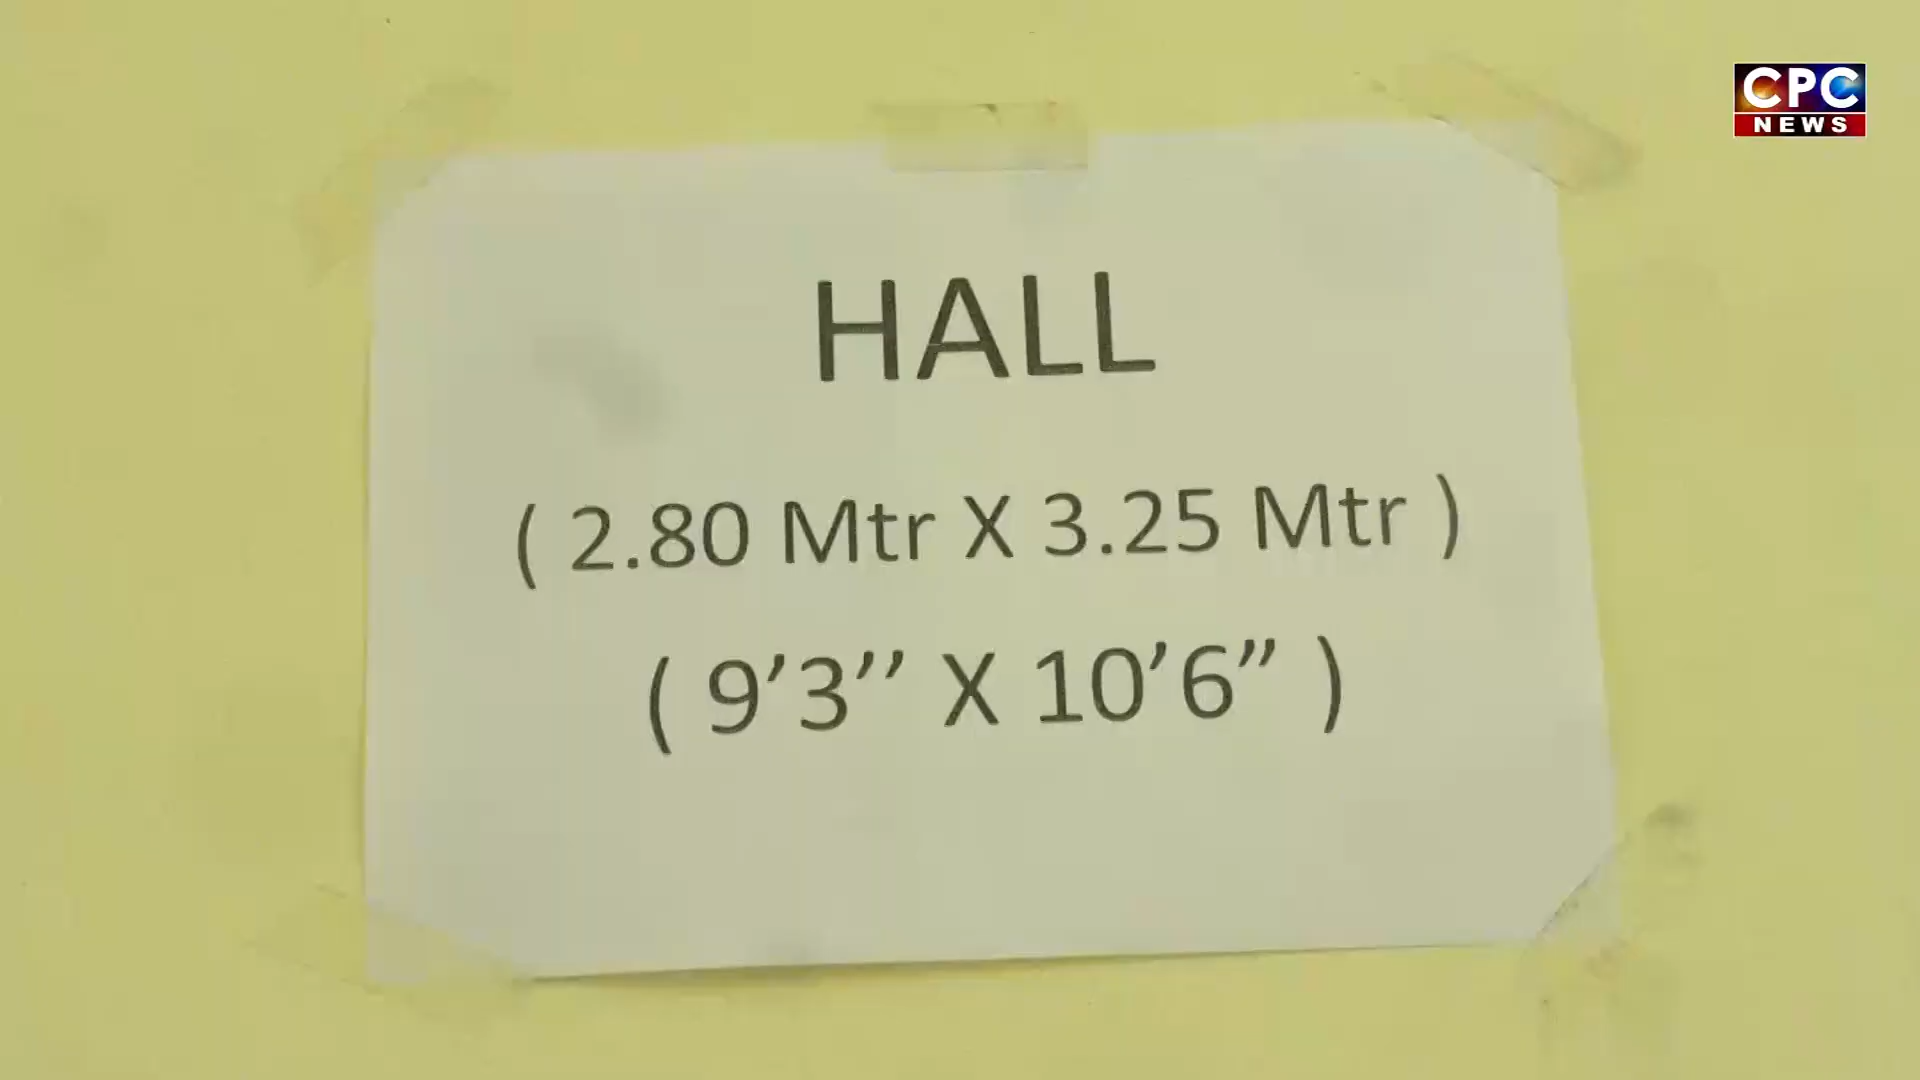 CPC
NEWS
HALL
( 2.80 Mtr X 3.25 Mtr )
( 9’3’’ X 10’6” )